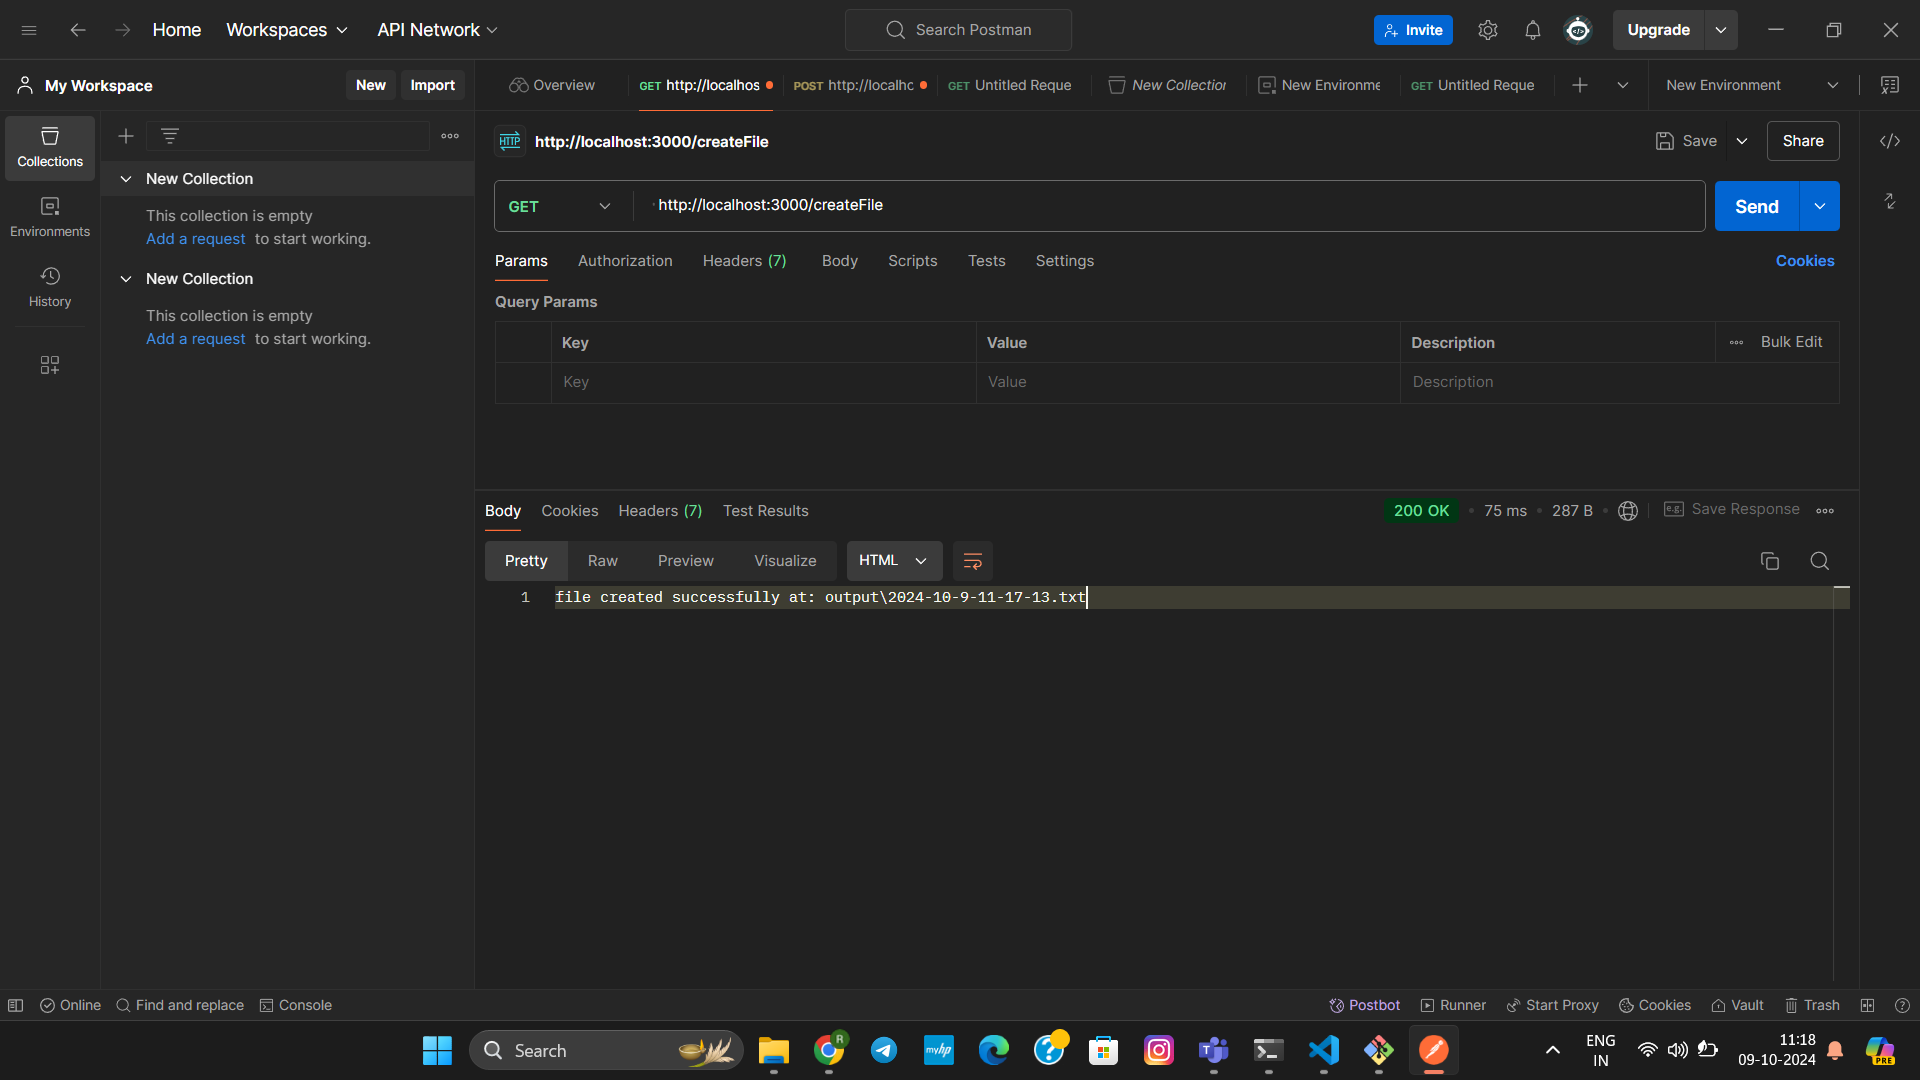 Home Workspaces API Network Search Postman Invite Upgrade
My Workspace New Import Overview GET http://localhos POST http://localhc GET Untitled Reque New Collection New Environme GET Untitled Reque New Environment
Collections
Environments
History
New Collection
This collection is empty
Add a request to start working.
New Collection
This collection is empty
Add a request to start working.
HTTP http://localhost:3000/createFile Save Share
GET http://localhost:3000/createFile Send
Params Authorization Headers (7) Body Scripts Tests Settings Cookies
Query Params
Key Value Description Bulk Edit
Key Value Description
Body Cookies Headers (7) Test Results 200 OK 75 ms 287 B e.g. Save Response
Pretty Raw Preview Visualize HTML
1 file created successfully at: output\2024-10-9-11-17-13.txt
Online Find and replace Console Postbot Runner Start Proxy Cookies Vault Trash
Search R myhp PRE
ENG
IN
11:18
09-10-2024